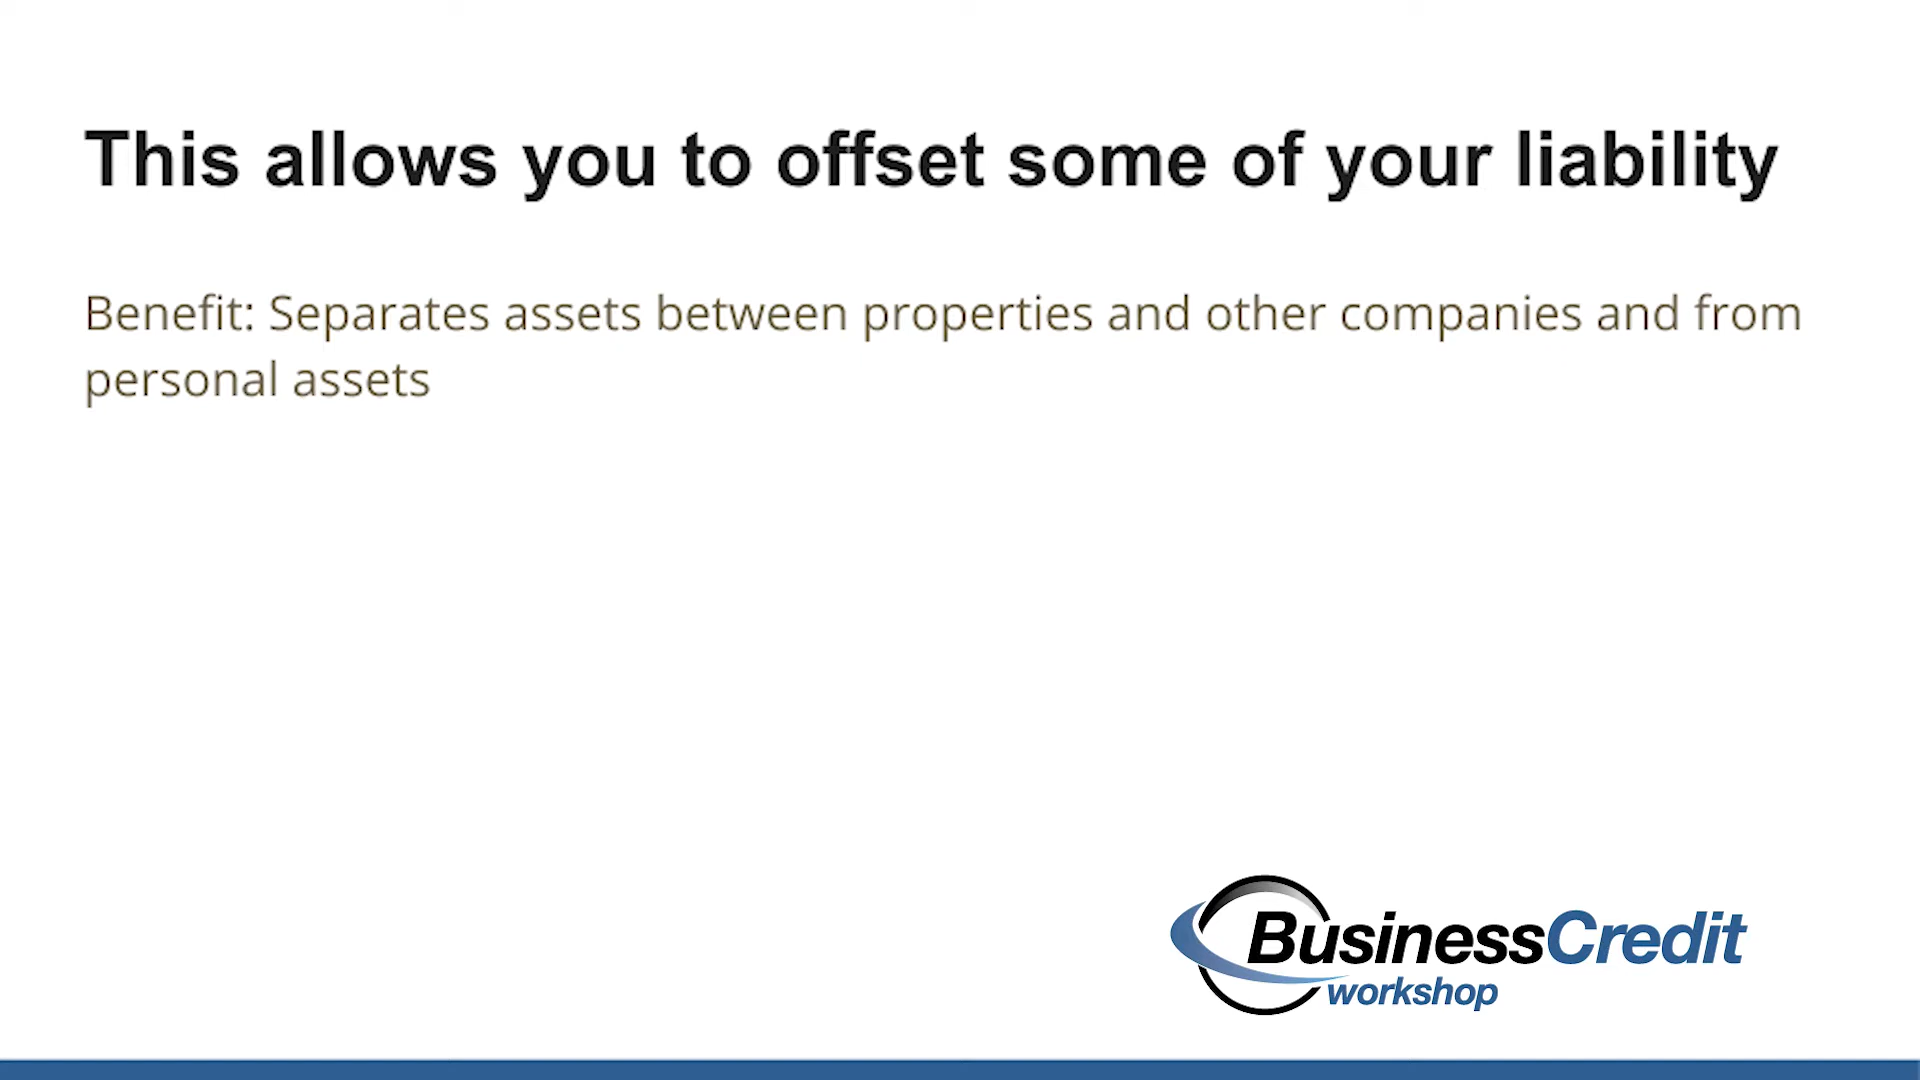 This allows you to offset some of your liability
Benefit: Separates assets between properties and other companies and from
personal assets
BusinessCredit
workshop